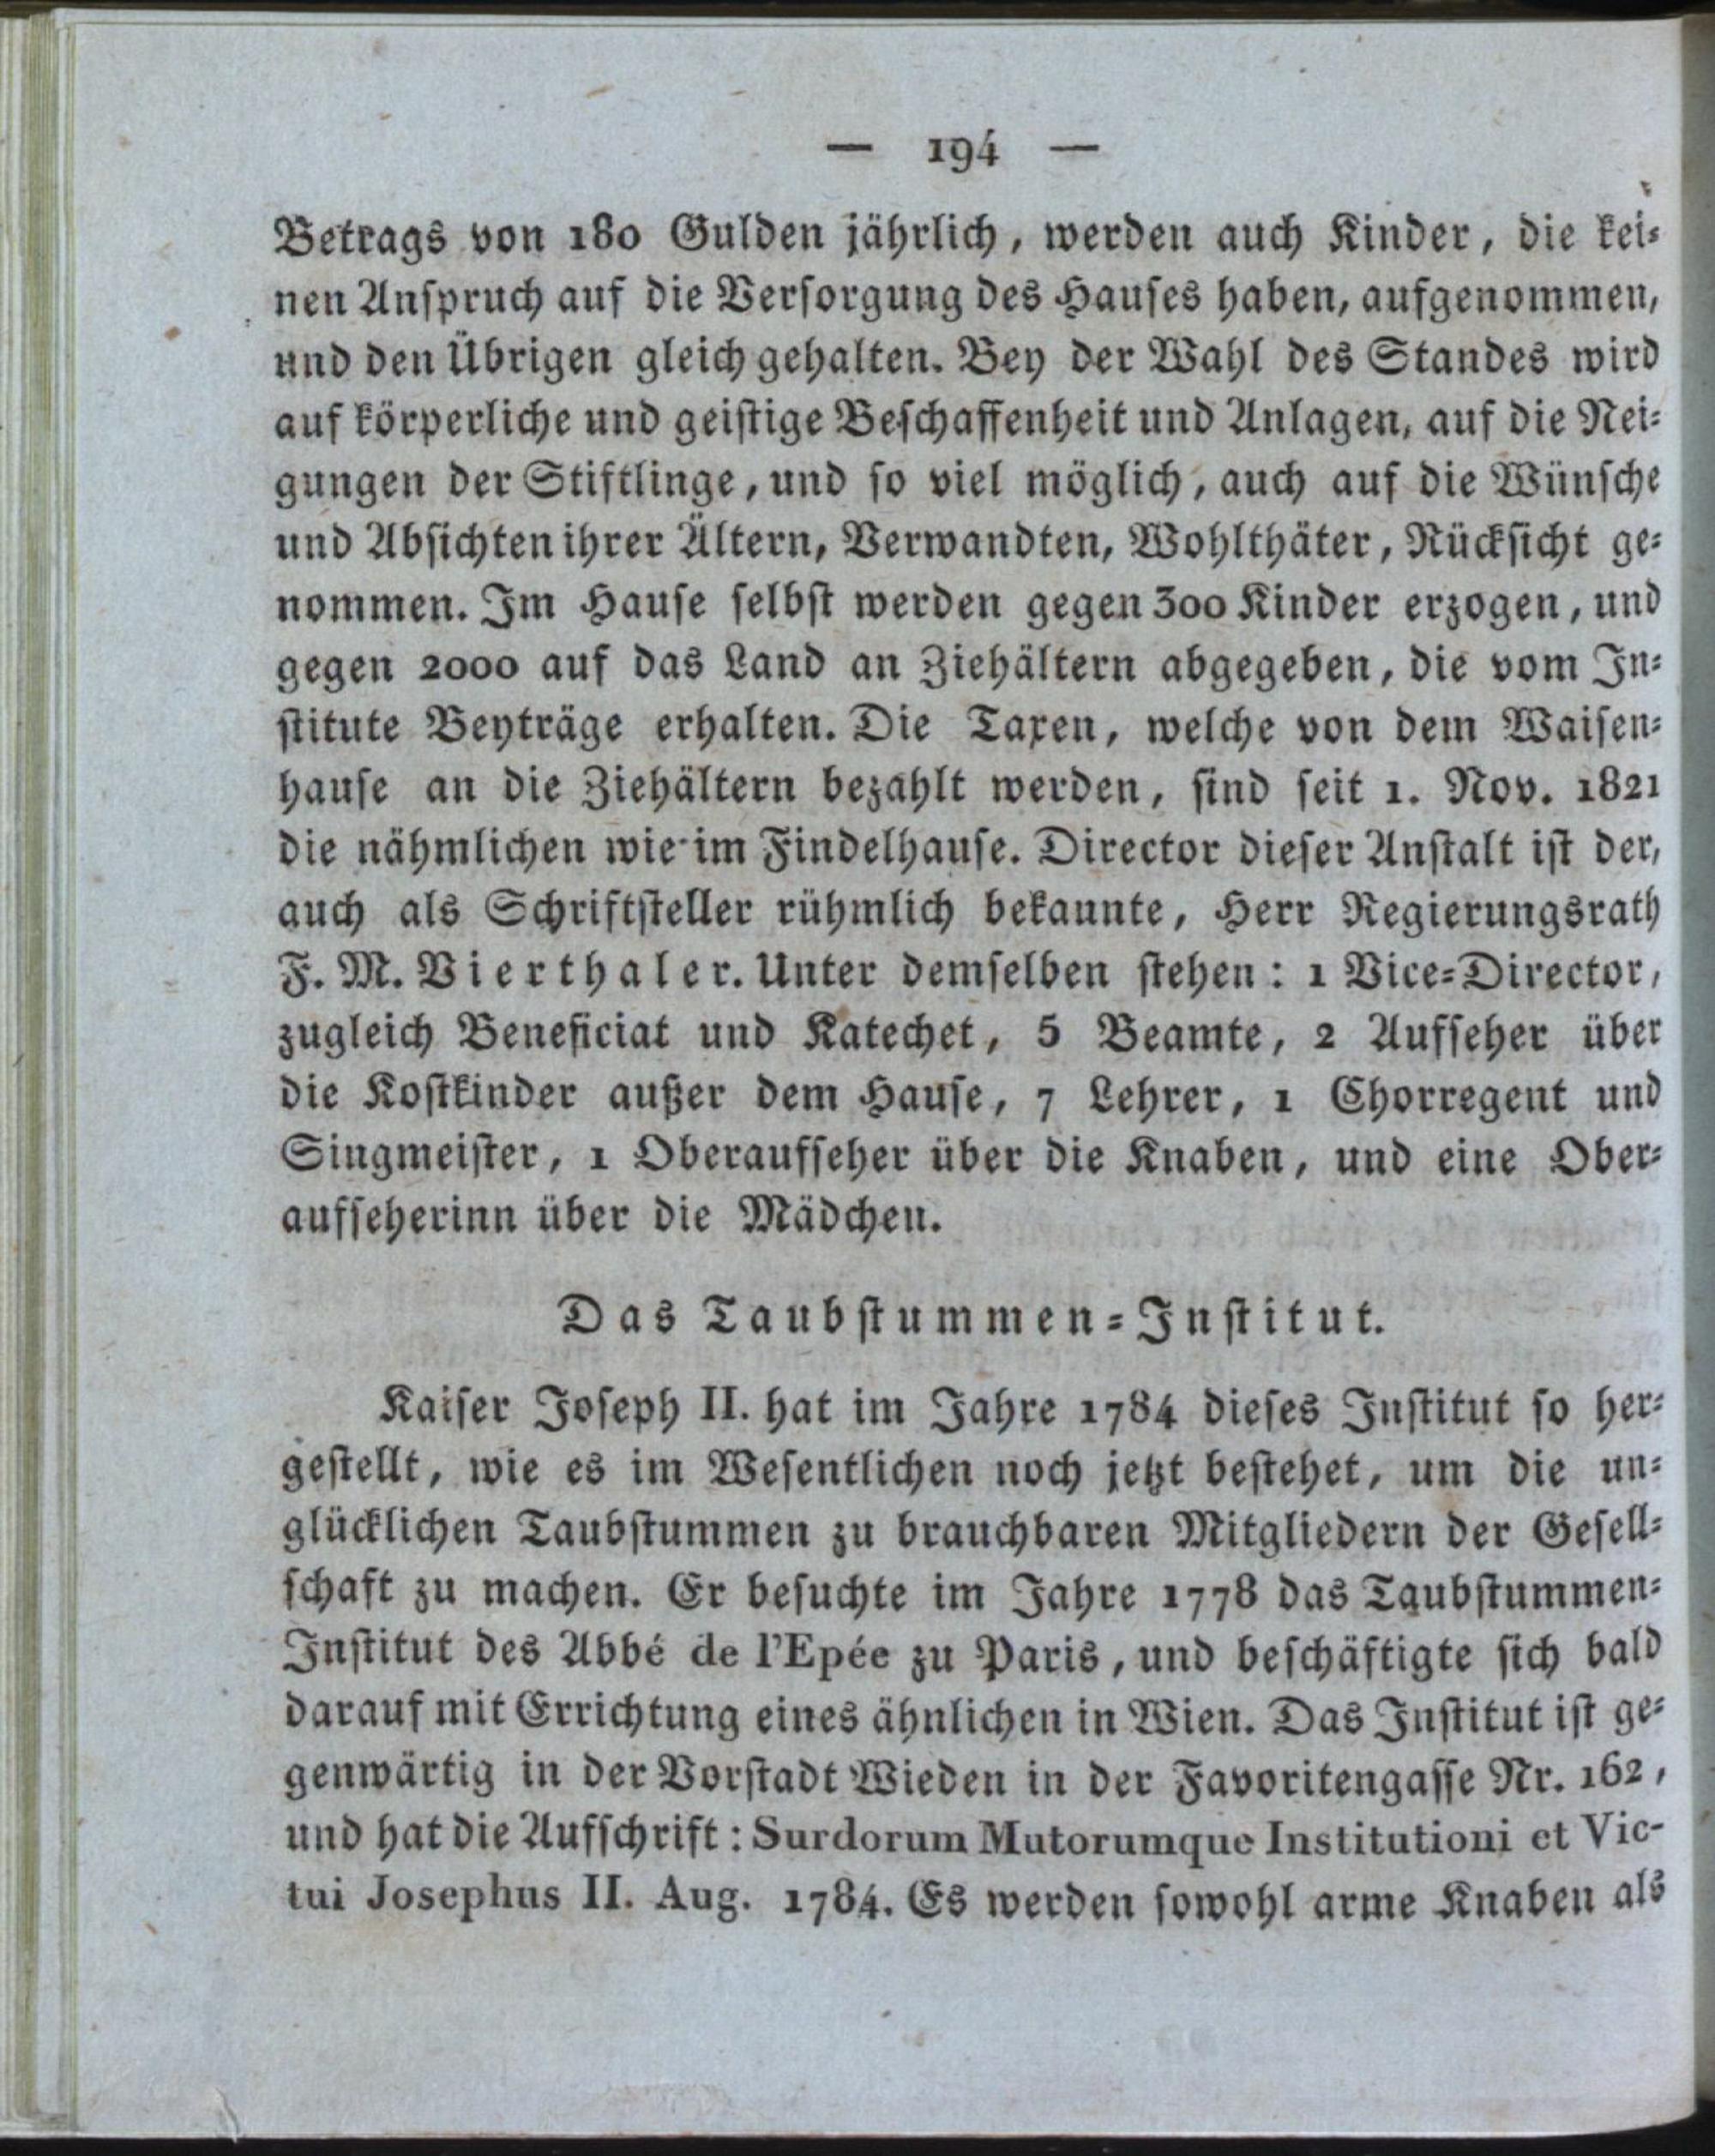 — 194 —
Betrags von 180 Gulden jährlich, werden auch Kinder, die kei-
nen Anspruch auf die Versorgung des Hauses haben, aufgenommen,
und den Übrigen gleich gehalten. Bey der Wahl des Standes wird
auf körperliche und geistige Beschaffenheit und Anlagen, auf die Nei-
gungen der Stiftlinge, und so viel möglich, auch auf die Wünsche
und Absichten ihrer Ältern, Verwandten, Wohlthäter, Rücksicht ge-
nommen. Im Hause selbst werden gegen 300 Kinder erzogen, und
gegen 2000 auf das Land an Ziehältern abgegeben, die vom In-
stitute Beyträge erhalten. Die Taxen, welche von dem Waisen-
hause an die Ziehältern bezahlt werden, sind seit 1. Nov. 1821
die nähmlichen wie im Findelhause. Director dieser Anstalt ist der,
auch als Schriftsteller rühmlich bekannte, Herr Regierungsrath
F. M. Vierthaler. Unter demselben stehen: 1 Vice-Director,
zugleich Beneficiat und Katechet, 5 Beamte, 2 Aufseher über
die Kostkinder außer dem Hause, 7 Lehrer, 1 Chorregent und
Singmeister, 1 Oberaufseher über die Knaben, und eine Ober-
aufseherinn über die Mädchen.
Das Taubstummen-Institut.
Kaiser Joseph II. hat im Jahre 1784 dieses Institut so her-
gestellt, wie es im Wesentlichen noch jetzt bestehet, um die un-
glücklichen Taubstummen zu brauchbaren Mitgliedern der Gesell-
schaft zu machen. Er besuchte im Jahre 1778 das Taubstummen-
Institut des Abbé de l'Epée zu Paris, und beschäftigte sich bald
darauf mit Errichtung eines ähnlichen in Wien. Das Institut ist ge-
genwärtig in der Vorstadt Wieden in der Favoritengasse Nr. 162,
und hat die Aufschrift: Surdorum Mutorumque Institutioni et Vic-
tui Josephus II. Aug. 1784. Es werden sowohl arme Knaben als